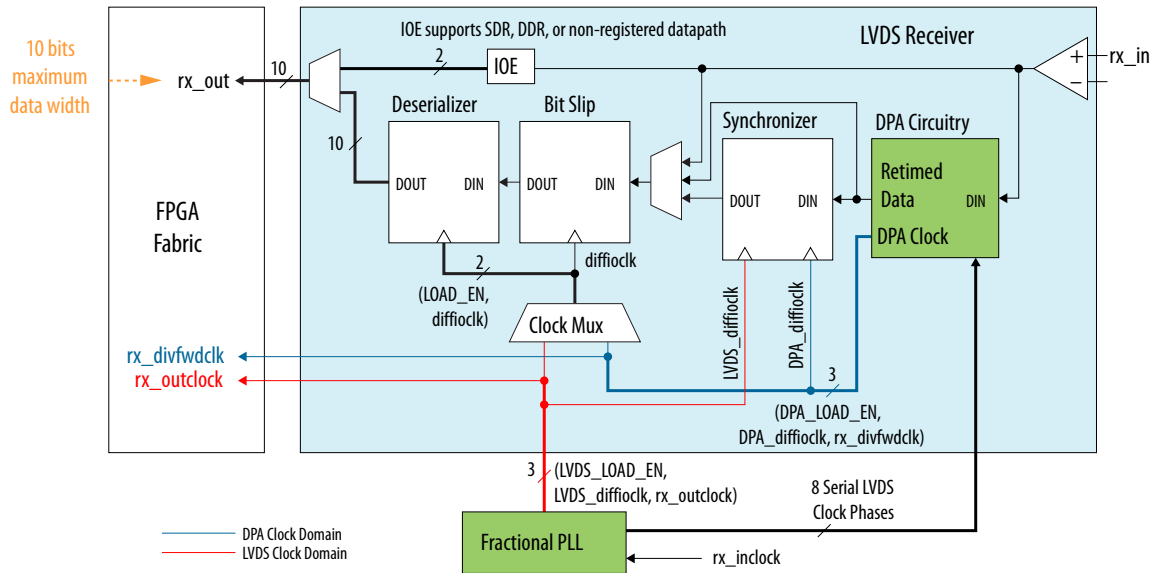 IOE supports SDR, DDR, or non-registered datapath
LVDS Receiver
10 bits
maximum
data width
rx_out
10
2
IOE
+
−
rx_in
Deserializer
Bit Slip
Synchronizer
DPA Circuitry
10
DOUT
DIN
DOUT
DIN
DOUT
DIN
Retimed
Data
DIN
DPA Clock
FPGA
Fabric
2
diffioclk
(LOAD_EN,
diffioclk)
Clock Mux
LVDS_diffioclk
DPA_diffioclk
rx_divfwdclk
rx_outclock
3
(DPA_LOAD_EN,
DPA_diffioclk, rx_divfwdclk)
3
(LVDS_LOAD_EN,
LVDS_diffioclk, rx_outclock)
8 Serial LVDS
Clock Phases
Fractional PLL
rx_inclock
DPA Clock Domain
LVDS Clock Domain